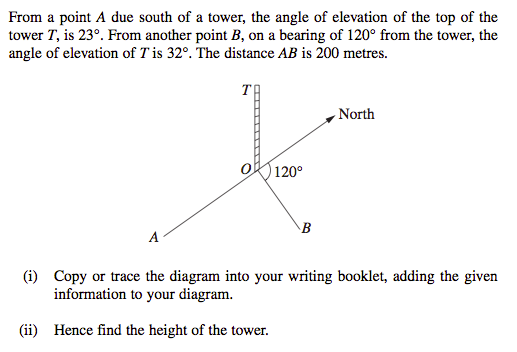 From a point A due south of a tower, the angle of elevation of the top of the
tower T, is 23°. From another point B, on a bearing of 120° from the tower, the
angle of elevation of T is 32°. The distance AB is 200 metres.
T
North
O
120°
B
A
(i) Copy or trace the diagram into your writing booklet, adding the given
information to your diagram.
(ii) Hence find the height of the tower.